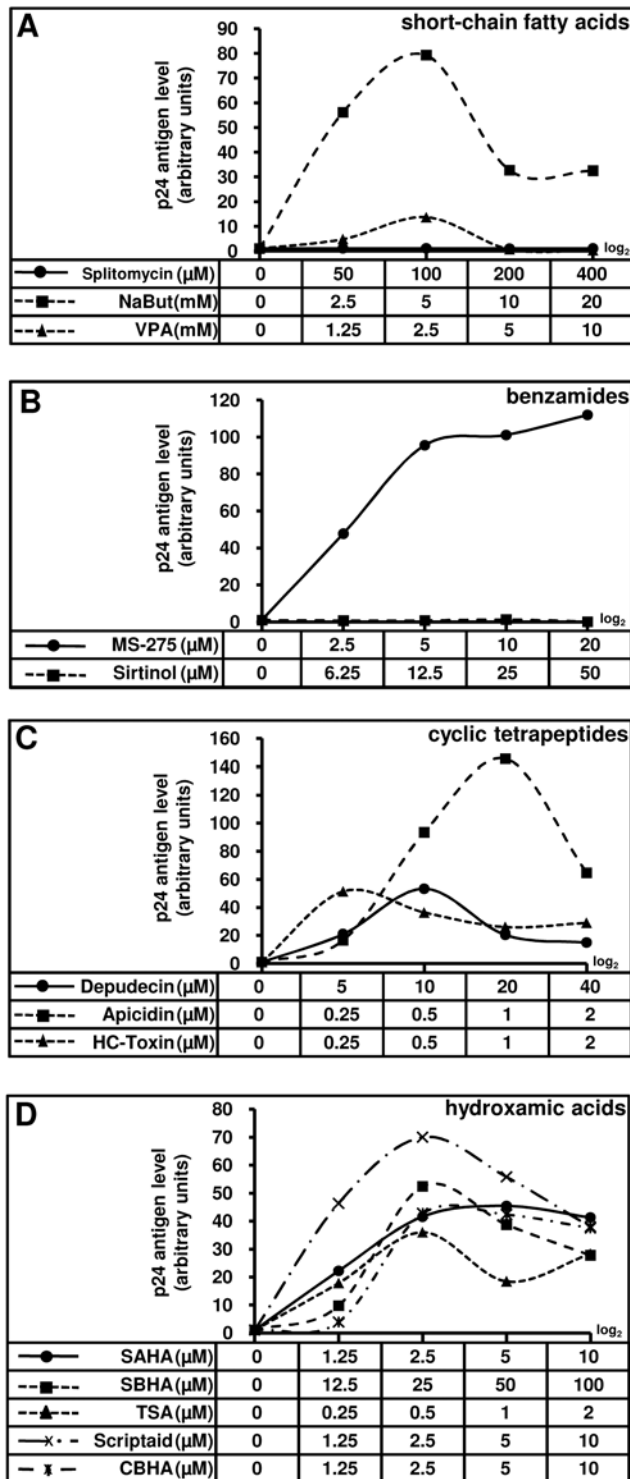 A
short-chain fatty acids
p24 antigen level
(arbitrary units)
90
80
70
60
50
40
30
20
10
0
log2
Splitomycin (μM) 0 50 100 200 400
NaBut(mM) 0 2.5 5 10 20
VPA(mM) 0 1.25 2.5 5 10
B
benzamides
p24 antigen level
(arbitrary units)
120
100
80
60
40
20
0
log2
MS-275 (μM) 0 2.5 5 10 20
Sirtinol (μM) 0 6.25 12.5 25 50
C
cyclic tetrapeptides
p24 antigen level
(arbitrary units)
160
140
120
100
80
60
40
20
0
log2
Depudecin (μM) 0 5 10 20 40
Apicidin (μM) 0 0.25 0.5 1 2
HC-Toxin (μM) 0 0.25 0.5 1 2
D
hydroxamic acids
p24 antigen level
(arbitrary units)
80
70
60
50
40
30
20
10
0
log2
SAHA (μM) 0 1.25 2.5 5 10
SBHA (μM) 0 12.5 25 50 100
TSA (μM) 0 0.25 0.5 1 2
Scriptaid (μM) 0 1.25 2.5 5 10
CBHA (μM) 0 1.25 2.5 5 10